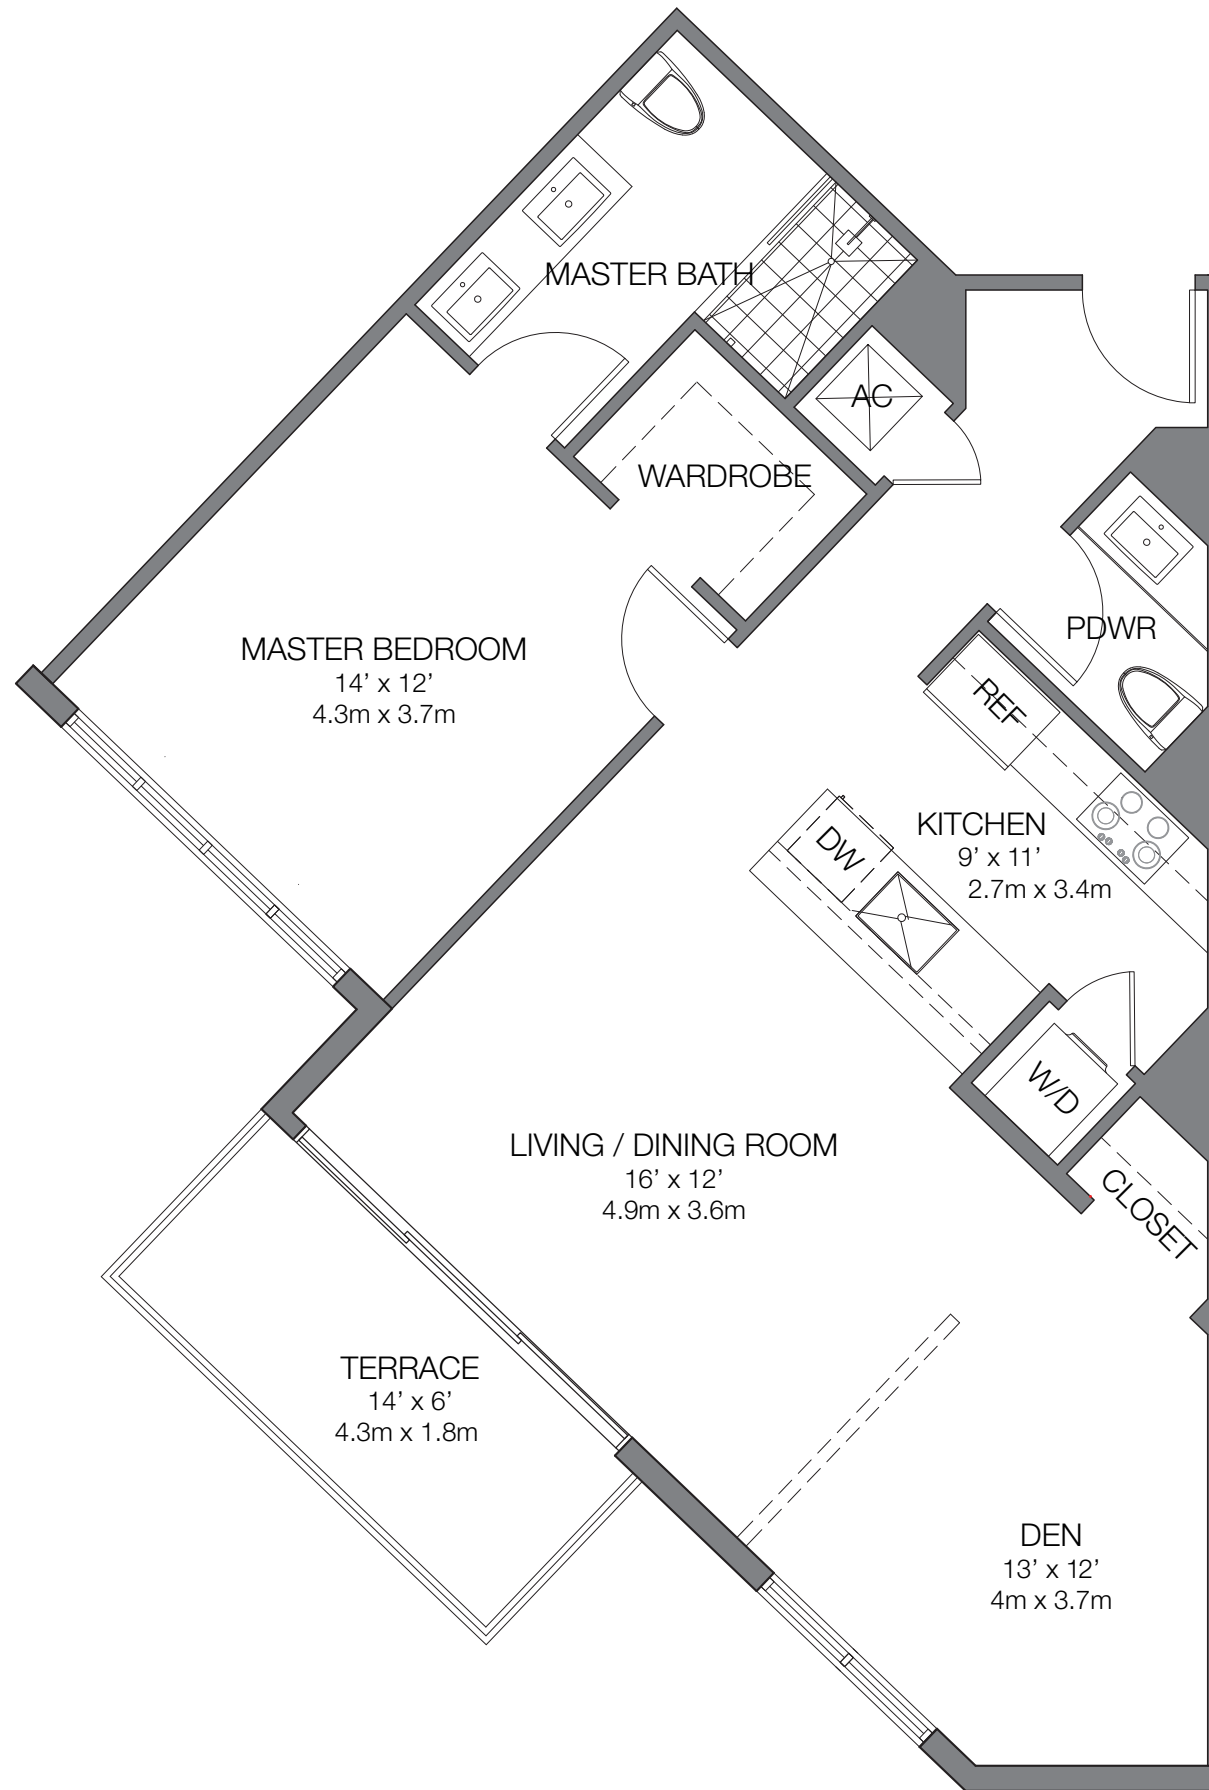 MASTER BATH
AC
WARDROBE
PDWR
MASTER BEDROOM
14’ x 12’
4.3m x 3.7m
REF
KITCHEN
9’ x 11’
2.7m x 3.4m
DW
W/D
LIVING / DINING ROOM
16’ x 12’
4.9m x 3.6m
CLOSET
TERRACE
14’ x 6’
4.3m x 1.8m
DEN
13’ x 12’
4m x 3.7m